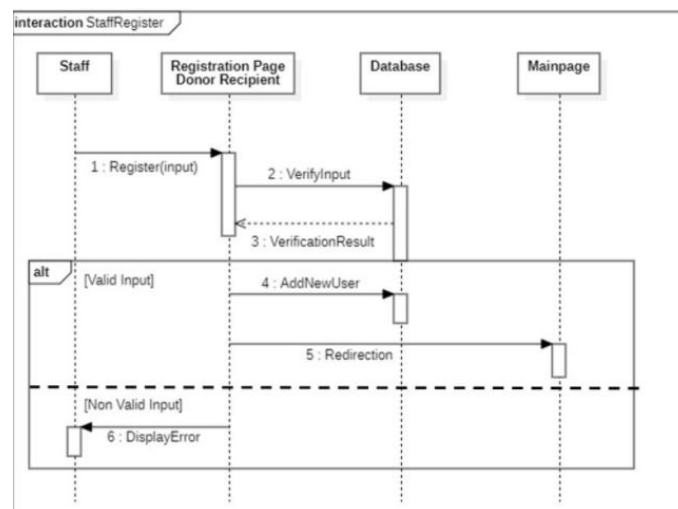 interaction StaffRegister
Staff
Registration Page
Donor Recipient
Database
Mainpage
1 : Register(input)
2 : VerifyInput
3 : VerificationResult
alt
[Valid Input]
4 : AddNewUser
5 : Redirection
[Non Valid Input]
6 : DisplayError